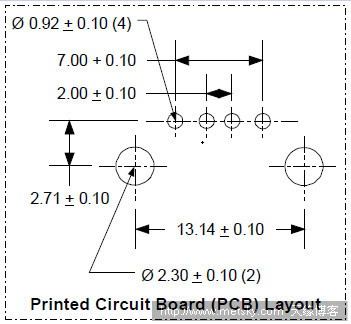 Ø 0.92 ± 0.10 (4)
7.00 + 0.10
2.00 ± 0.10
2.71 ± 0.10
13.14 ± 0.10
Ø 2.30 ± 0.10 (2)
Printed Circuit Board (PCB) Layout